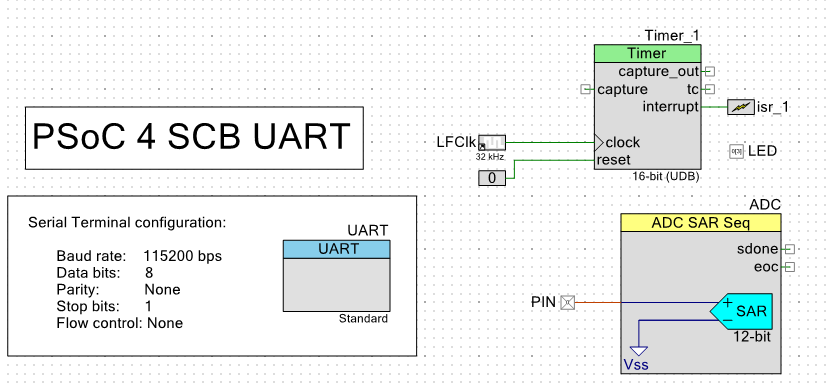 PSoC 4 SCB UART
Serial Terminal configuration:
Baud rate: 115200 bps
Data bits: 8
Parity: None
Stop bits: 1
Flow control: None
UART
UART
Standard
Timer_1
Timer
capture_out
capture tc
interrupt
isr_1
LFClk
32 kHz
clock
0
reset
16-bit (UDB)
LED
ADC
ADC SAR Seq
sdone
eoc
PIN
+
SAR
−
12-bit
Vss